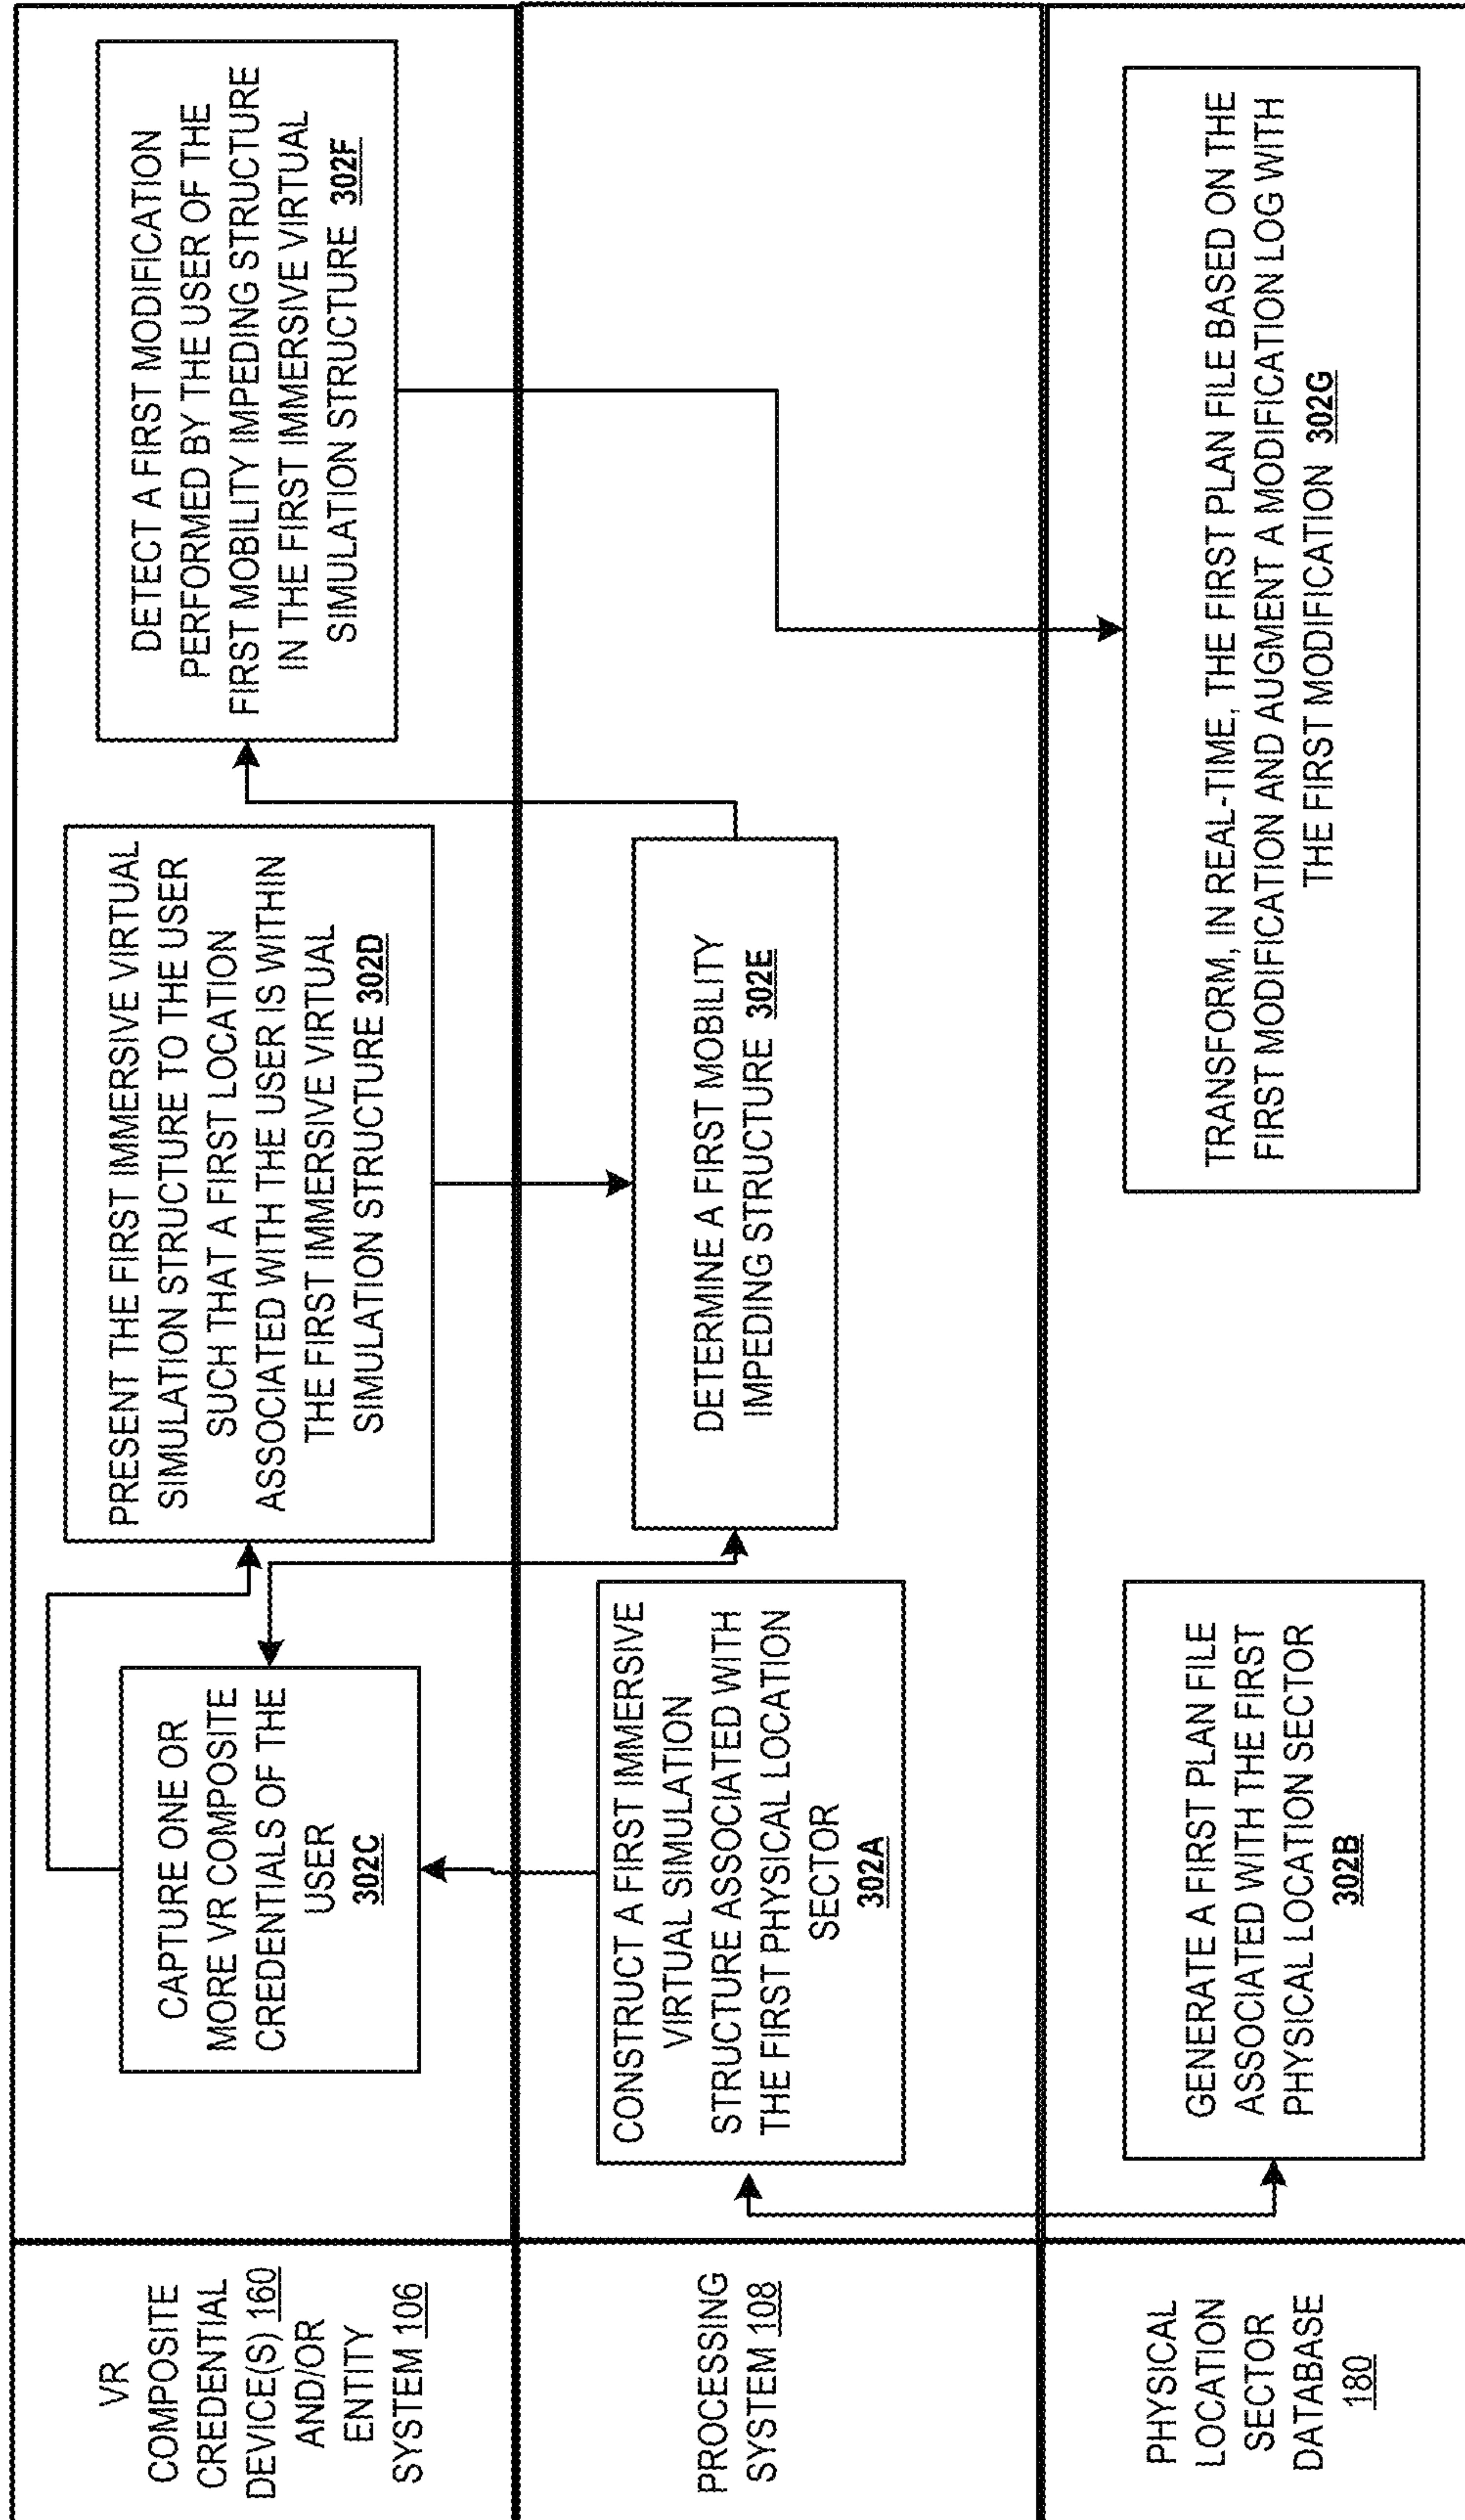 VR
COMPOSITE
CREDENTIAL
DEVICE(S) 160
AND/OR
ENTITY
SYSTEM 106
CAPTURE ONE OR
MORE VR COMPOSITE
CREDENTIALS OF THE
USER
302C
PRESENT THE FIRST IMMERSIVE VIRTUAL
SIMULATION STRUCTURE TO THE USER
SUCH THAT A FIRST LOCATION
ASSOCIATED WITH THE USER IS WITHIN
THE FIRST IMMERSIVE VIRTUAL
SIMULATION STRUCTURE 302D
DETECT A FIRST MODIFICATION
PERFORMED BY THE USER OF THE
FIRST MOBILITY IMPEDING STRUCTURE
IN THE FIRST IMMERSIVE VIRTUAL
SIMULATION STRUCTURE 302F
PROCESSING
SYSTEM 108
CONSTRUCT A FIRST IMMERSIVE
VIRTUAL SIMULATION
STRUCTURE ASSOCIATED WITH
THE FIRST PHYSICAL LOCATION
SECTOR
302A
DETERMINE A FIRST MOBILITY
IMPEDING STRUCTURE 302E
PHYSICAL
LOCATION
SECTOR
DATABASE
180
GENERATE A FIRST PLAN FILE
ASSOCIATED WITH THE FIRST
PHYSICAL LOCATION SECTOR
302B
TRANSFORM, IN REAL-TIME, THE FIRST PLAN FILE BASED ON THE
FIRST MODIFICATION AND AUGMENT A MODIFICATION LOG WITH
THE FIRST MODIFICATION 302G